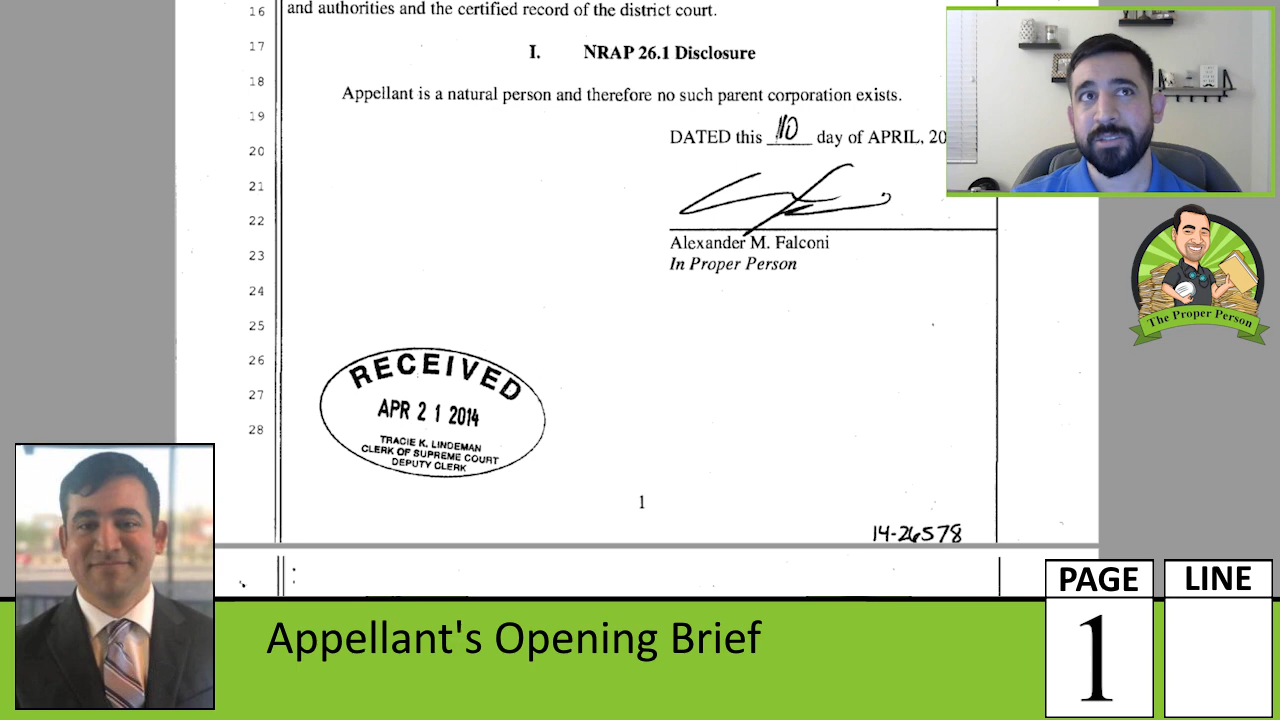 16 and authorities and the certified record of the district court.
17 I. NRAP 26.1 Disclosure
18
Appellant is a natural person and therefore no such parent corporation exists.
19
DATED this 10 day of APRIL, 20
20
21
22
Alexander M. Falconi
23
In Proper Person
24
25
26
27
28
RECEIVED
APR 21 2014
TRACIE K. LINDEMAN
CLERK OF SUPREME COURT
DEPUTY CLERK
1
14-26578
The Proper Person
Appellant's Opening Brief
PAGE
1
LINE